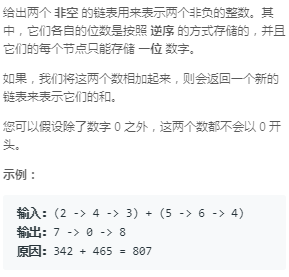 给出两个 非空 的链表用来表示两个非负的整数。其
中，它们各自的位数是按照 逆序 的方式存储的，并且
它们的每个节点只能存储 一位 数字。
如果，我们将这两个数相加起来，则会返回一个新的
链表来表示它们的和。
您可以假设除了数字 0 之外，这两个数都不会以 0 开
头。
示例：
输入：(2 -> 4 -> 3) + (5 -> 6 -> 4)
输出：7 -> 0 -> 8
原因：342 + 465 = 807